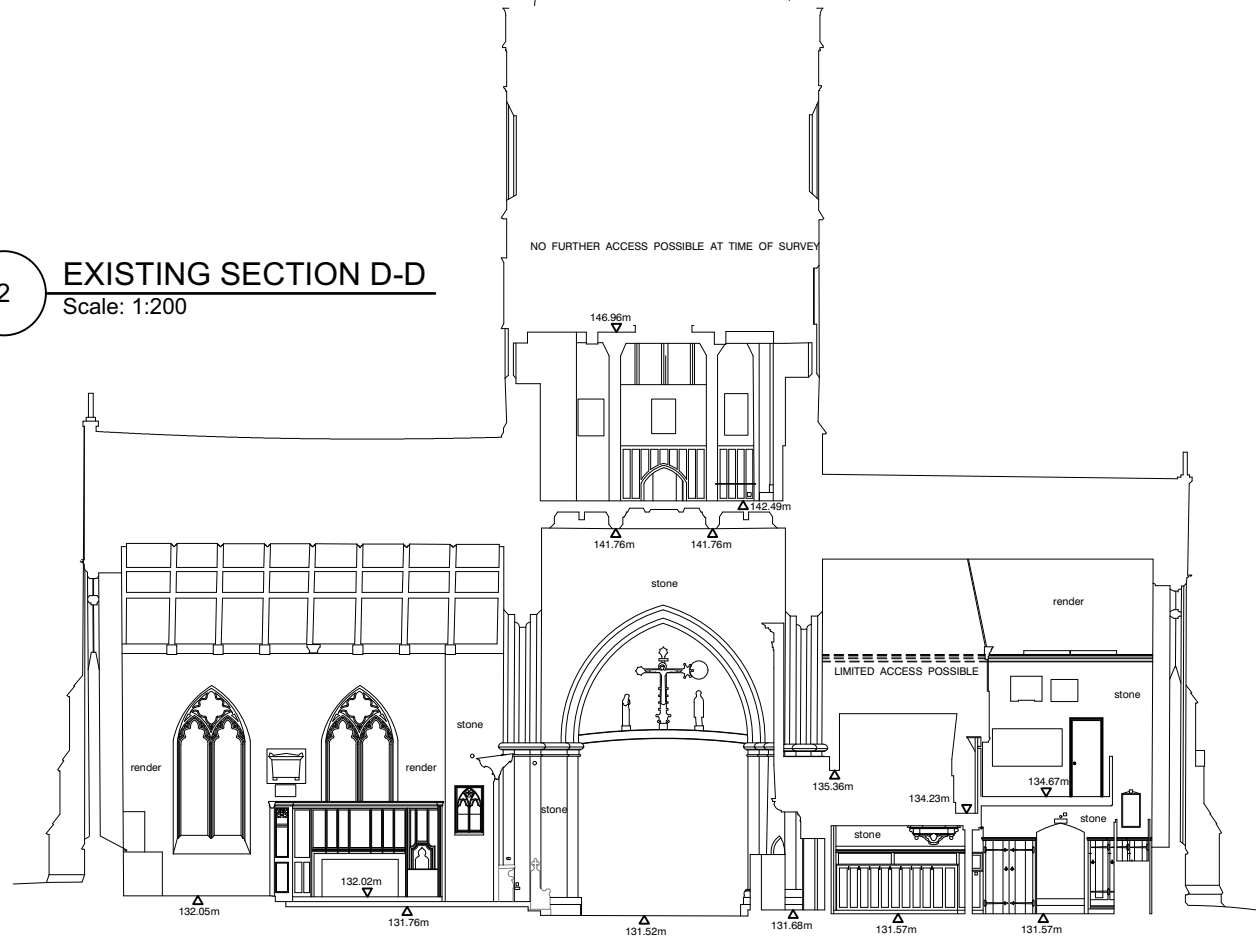 NO FURTHER ACCESS POSSIBLE AT TIME OF SURVEY
2
EXISTING SECTION D-D
Scale: 1:200
146.96m
142.49m
141.76m
141.76m
stone
render
LIMITED ACCESS POSSIBLE
stone
stone
render
render
135.36m
134.67m
134.23m
stone
stone
stone
132.02m
132.05m
131.76m
131.52m
131.68m
131.57m
131.57m